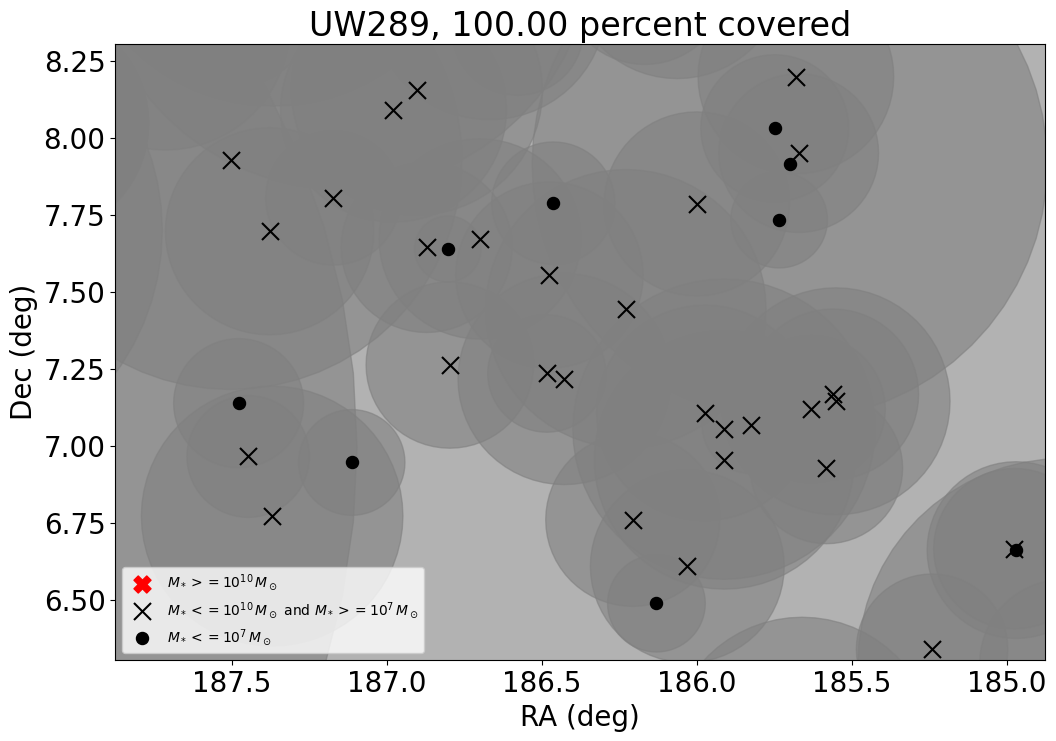 UW289, 100.00 percent covered
8.25
8.00
7.75
7.50
7.25
7.00
6.75
6.50
Dec (deg)
M* >= 10^10 M⊙
M* <= 10^10 M⊙ and M* >= 10^7 M⊙
M* <= 10^7 M⊙
187.5 187.0 186.5 186.0 185.5 185.0
RA (deg)